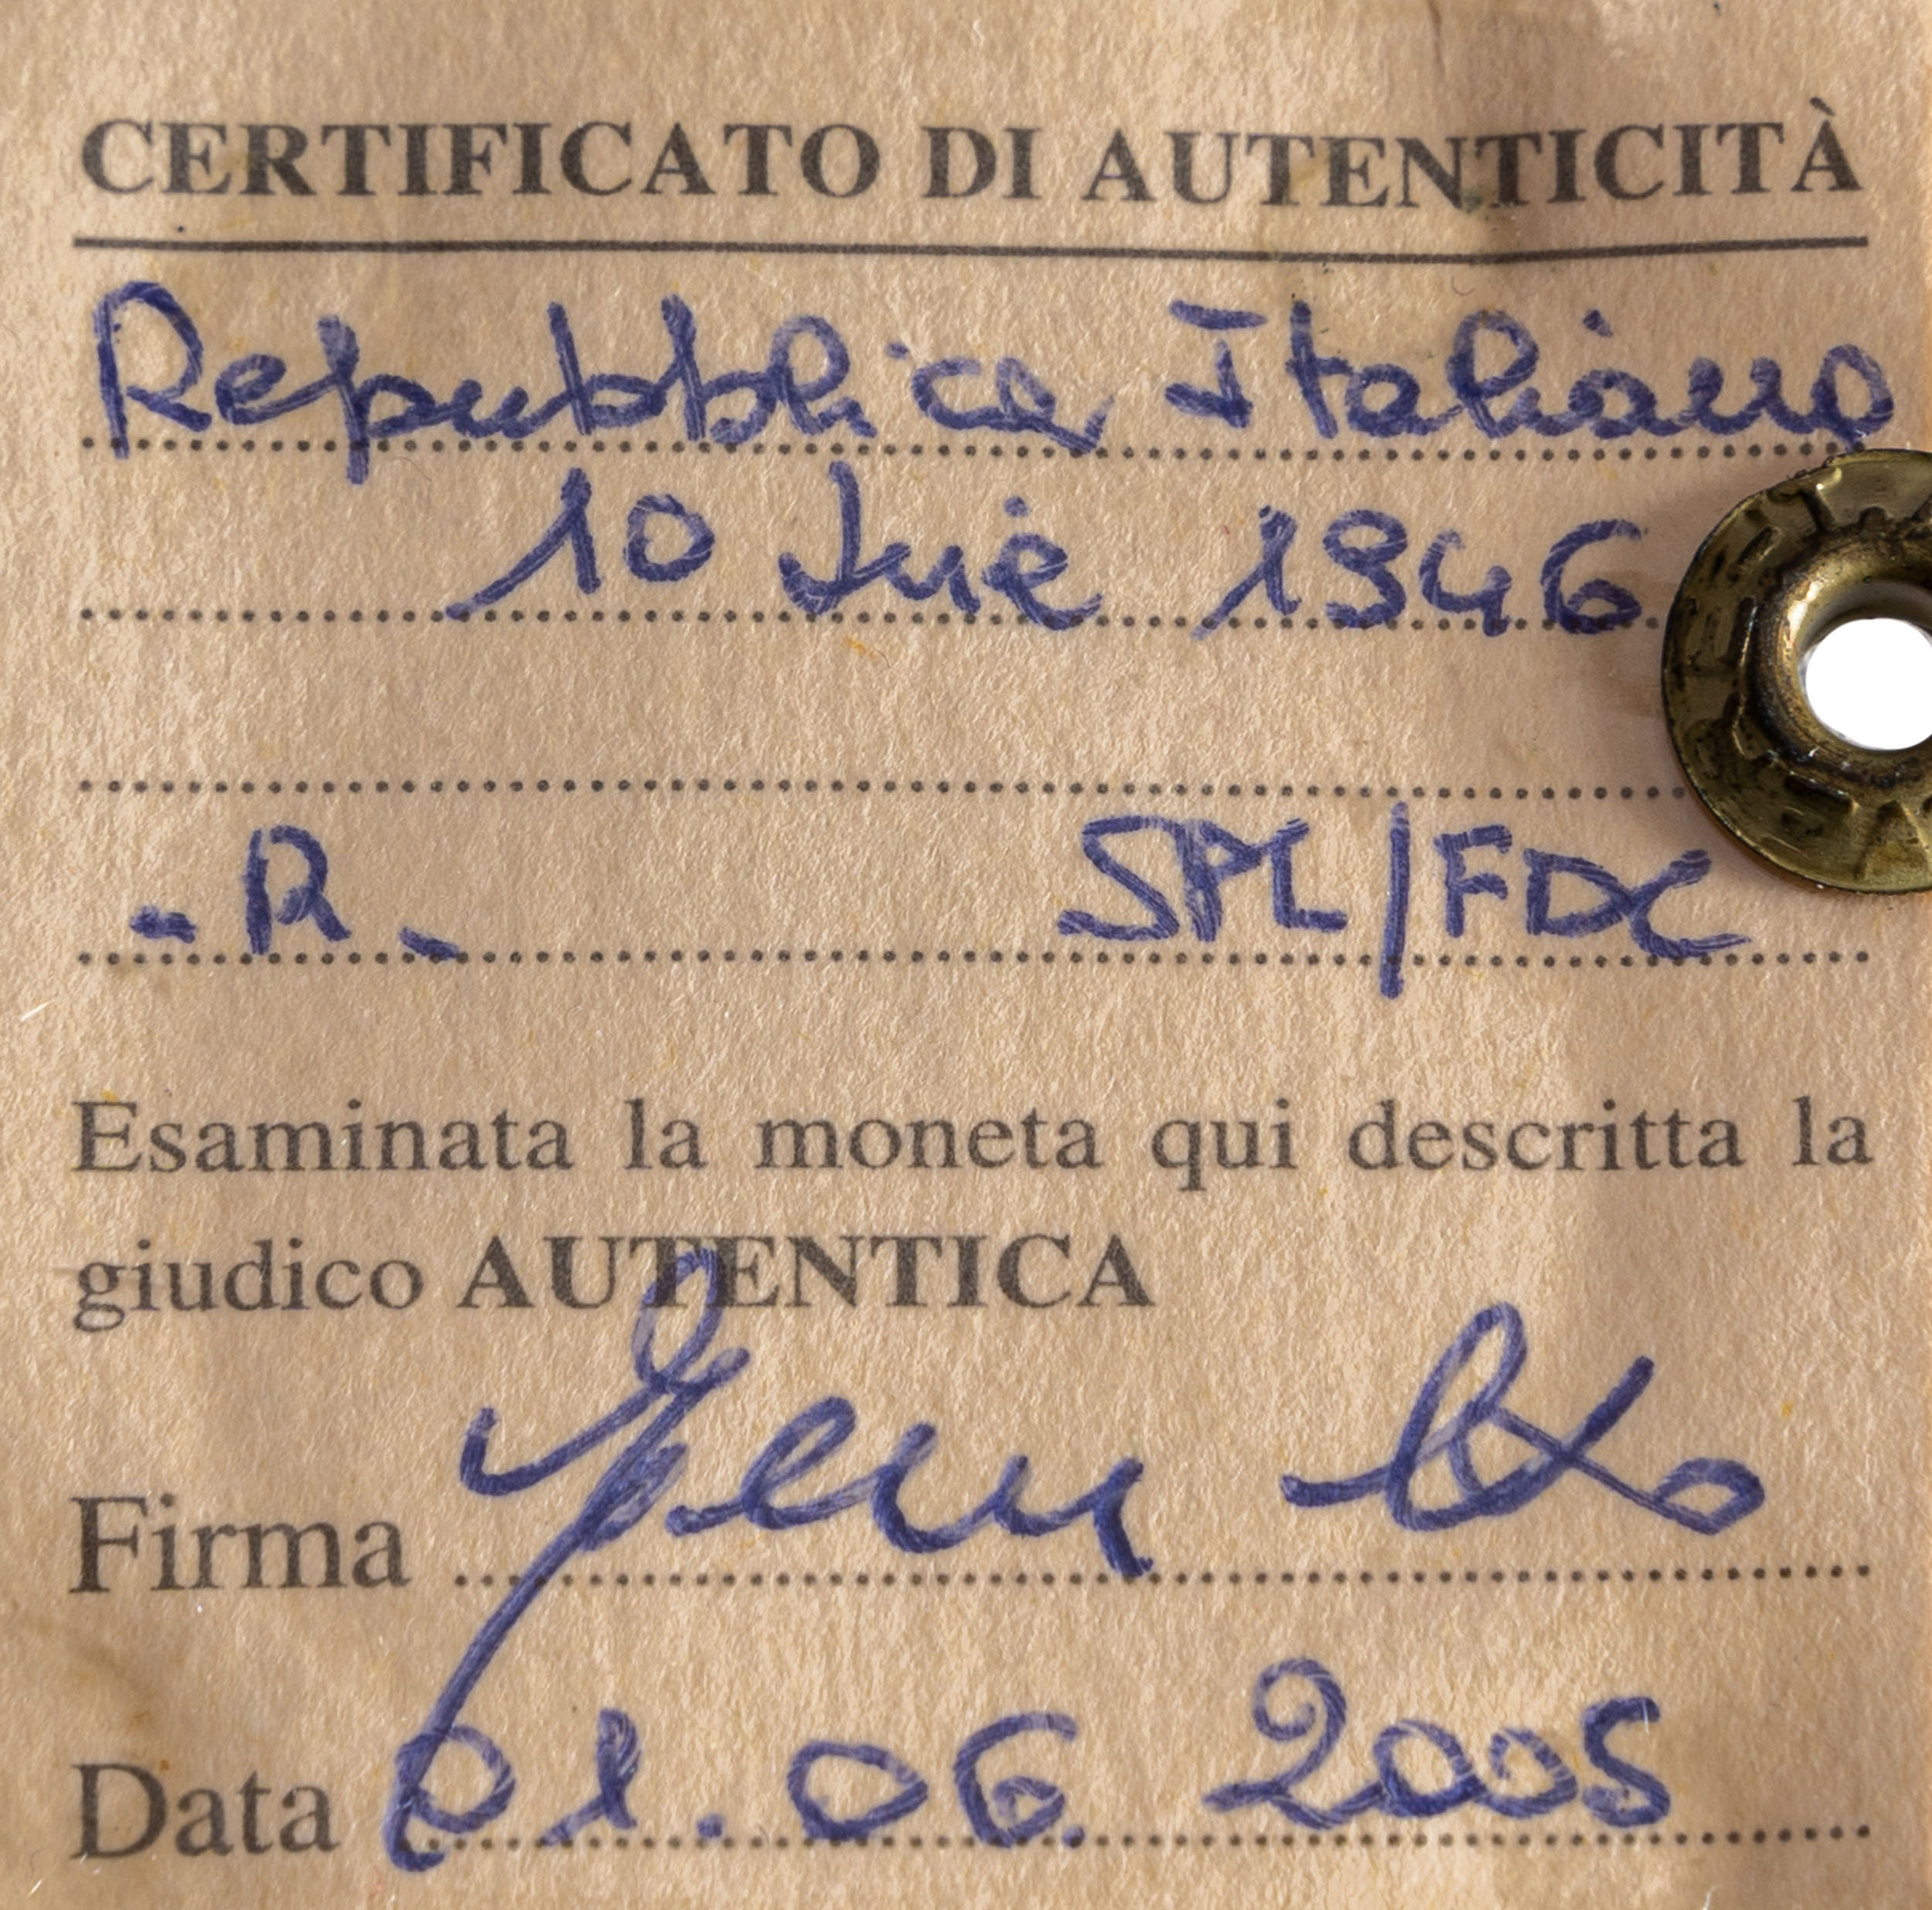 CERTIFICATO DI AUTENTICITÀ
Repubblica Italiana
10 Lire 1946
- R - SPL/FDC
Esaminata la moneta qui descritta la
giudico AUTENTICA
Firma
Data 01.06.2005